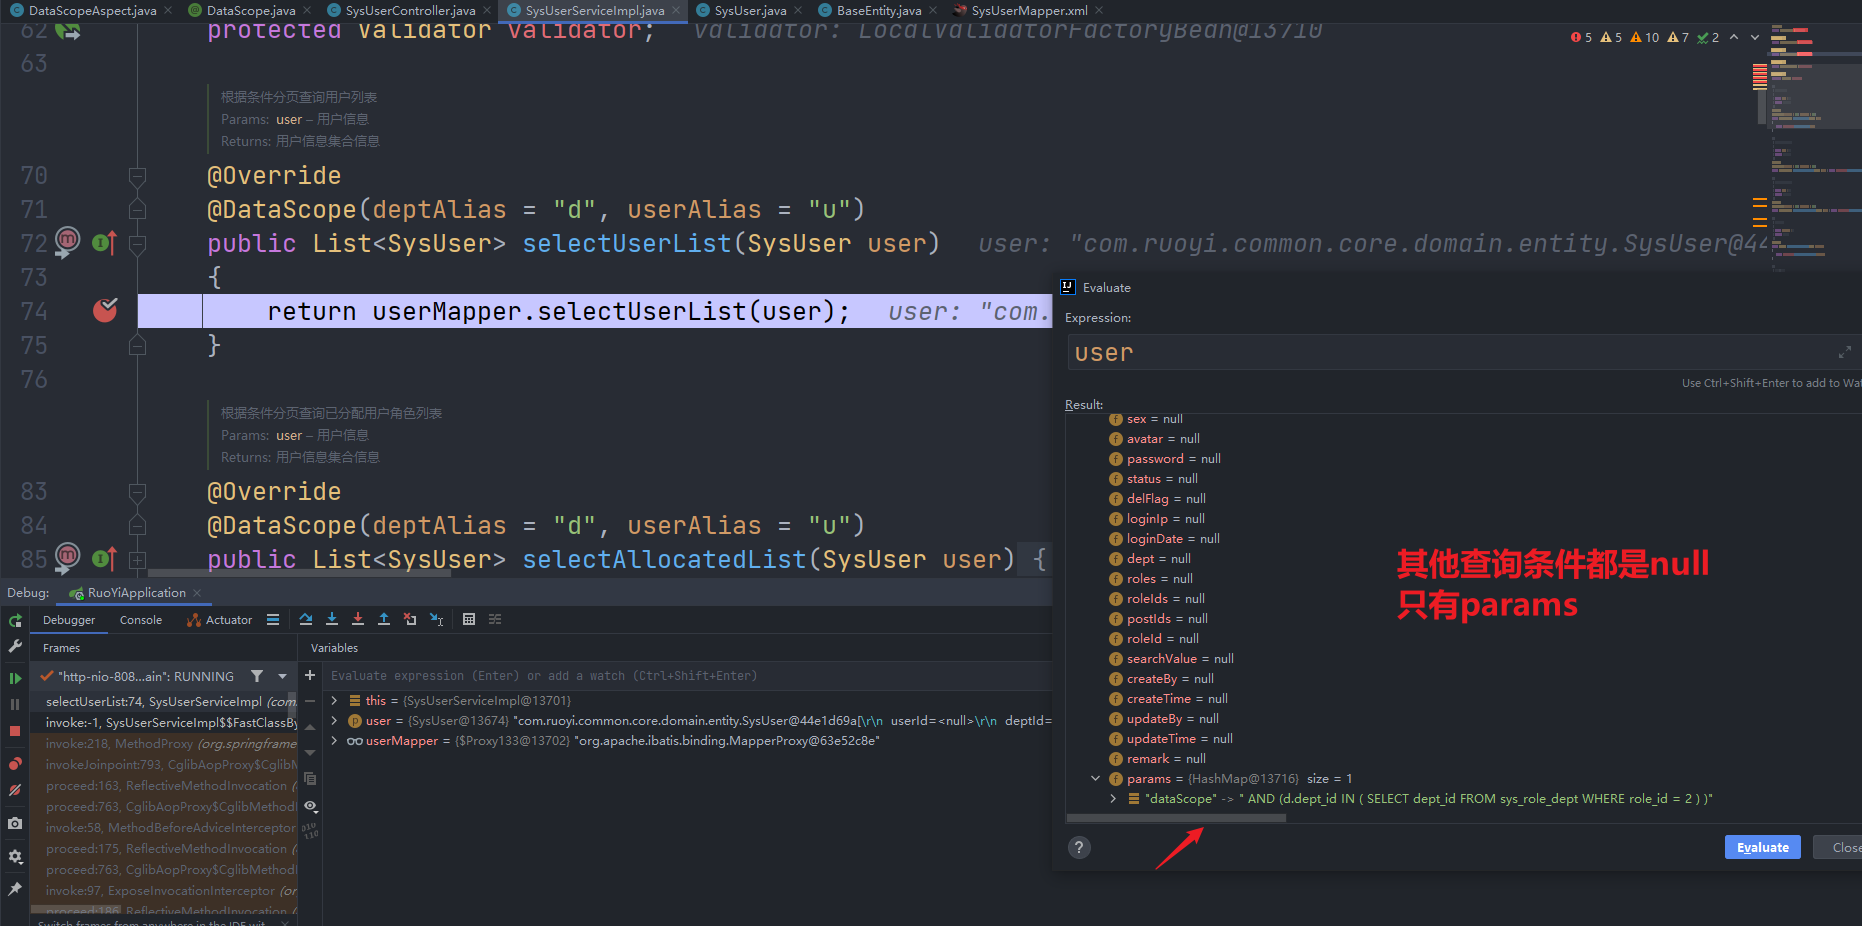 DataScopeAspect.java
DataScope.java
SysUserController.java
SysUserServiceImpl.java
SysUser.java
BaseEntity.java
SysUserMapper.xml
62 protected Validator validator; validator: LocalValidatorFactoryBean@13710
5 5 10 7 2
63
根据条件分页查询用户列表
Params: user – 用户信息
Returns: 用户信息集合信息
70 @Override
71 @DataScope(deptAlias = "d", userAlias = "u")
72 public List<SysUser> selectUserList(SysUser user) user: "com.ruoyi.common.core.domain.entity.SysUser@44
73 {
74 return userMapper.selectUserList(user); user: "com.
75 }
76
根据条件分页查询已分配用户角色列表
Params: user – 用户信息
Returns: 用户信息集合信息
83 @Override
84 @DataScope(deptAlias = "d", userAlias = "u")
85 public List<SysUser> selectAllocatedList(SysUser user) {
Evaluate
Expression:
user
Use Ctrl+Shift+Enter to add to Wat
Result:
sex = null
avatar = null
password = null
status = null
delFlag = null
loginIp = null
loginDate = null
dept = null
roles = null
roleIds = null
postIds = null
roleId = null
searchValue = null
createBy = null
createTime = null
updateBy = null
updateTime = null
remark = null
params = {HashMap@13716} size = 1
"dataScope" -> " AND (d.dept_id IN ( SELECT dept_id FROM sys_role_dept WHERE role_id = 2 ) )"
其他查询条件都是null
只有params
? Evaluate Close
Debug: RuoYiApplication
Debugger Console Actuator
Frames
Variables
"http-nio-808...ain": RUNNING
selectUserList:74, SysUserServiceImpl (com.
invoke:-1, SysUserServiceImpl$$FastClassBy
invoke:218, MethodProxy (org.springframe
invokeJoinpoint:793, CglibAopProxy$CglibM
proceed:163, ReflectiveMethodInvocation (
proceed:763, CglibAopProxy$CglibMethodI
invoke:58, MethodBeforeAdviceInterceptor
proceed:175, ReflectiveMethodInvocation (
proceed:763, CglibAopProxy$CglibMethodI
invoke:97, ExposeInvocationInterceptor (or
proceed:186, ReflectiveMethodInvocation (
Switch frames from anywhere in the IDE wit
Evaluate expression (Enter) or add a watch (Ctrl+Shift+Enter)
this = {SysUserServiceImpl@13701}
user = {SysUser@13674} "com.ruoyi.common.core.domain.entity.SysUser@44e1d69a[\r\n userId=<null>\r\n deptId=
userMapper = {$Proxy133@13702} "org.apache.ibatis.binding.MapperProxy@63e52c8e"